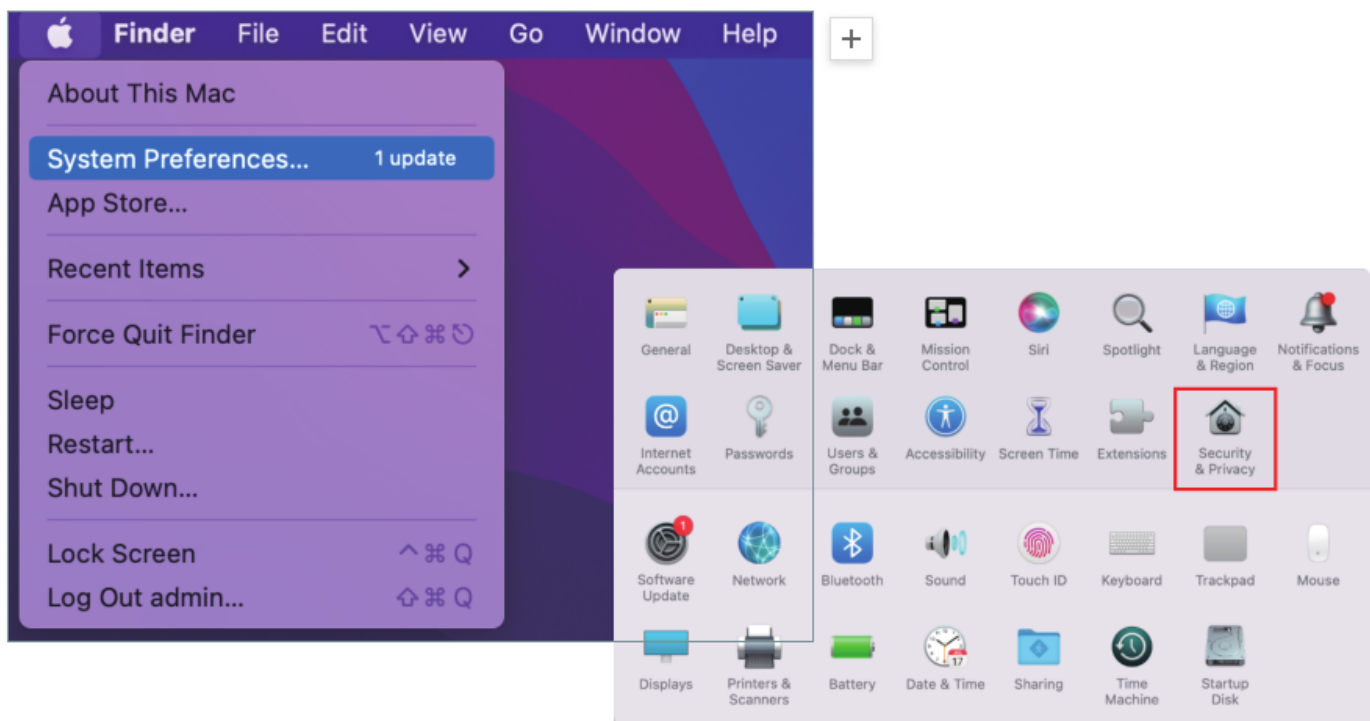 Finder File Edit View Go Window Help
About This Mac
System Preferences... 1 update
App Store...
Recent Items
Force Quit Finder ⌥⇧⌘⎋
Sleep
Restart...
Shut Down...
Lock Screen ^⌘Q
Log Out admin... ⇧⌘Q
General
Desktop &
Screen Saver
Dock &
Menu Bar
Mission
Control
Siri
Spotlight
Language
& Region
Notifications
& Focus
Internet
Accounts
Passwords
Users &
Groups
Accessibility
Screen Time
Extensions
Security
& Privacy
1
Software
Update
Network
Bluetooth
Sound
Touch ID
Keyboard
Trackpad
Mouse
Displays
Printers &
Scanners
Battery
17
Date & Time
Sharing
Time
Machine
Startup
Disk